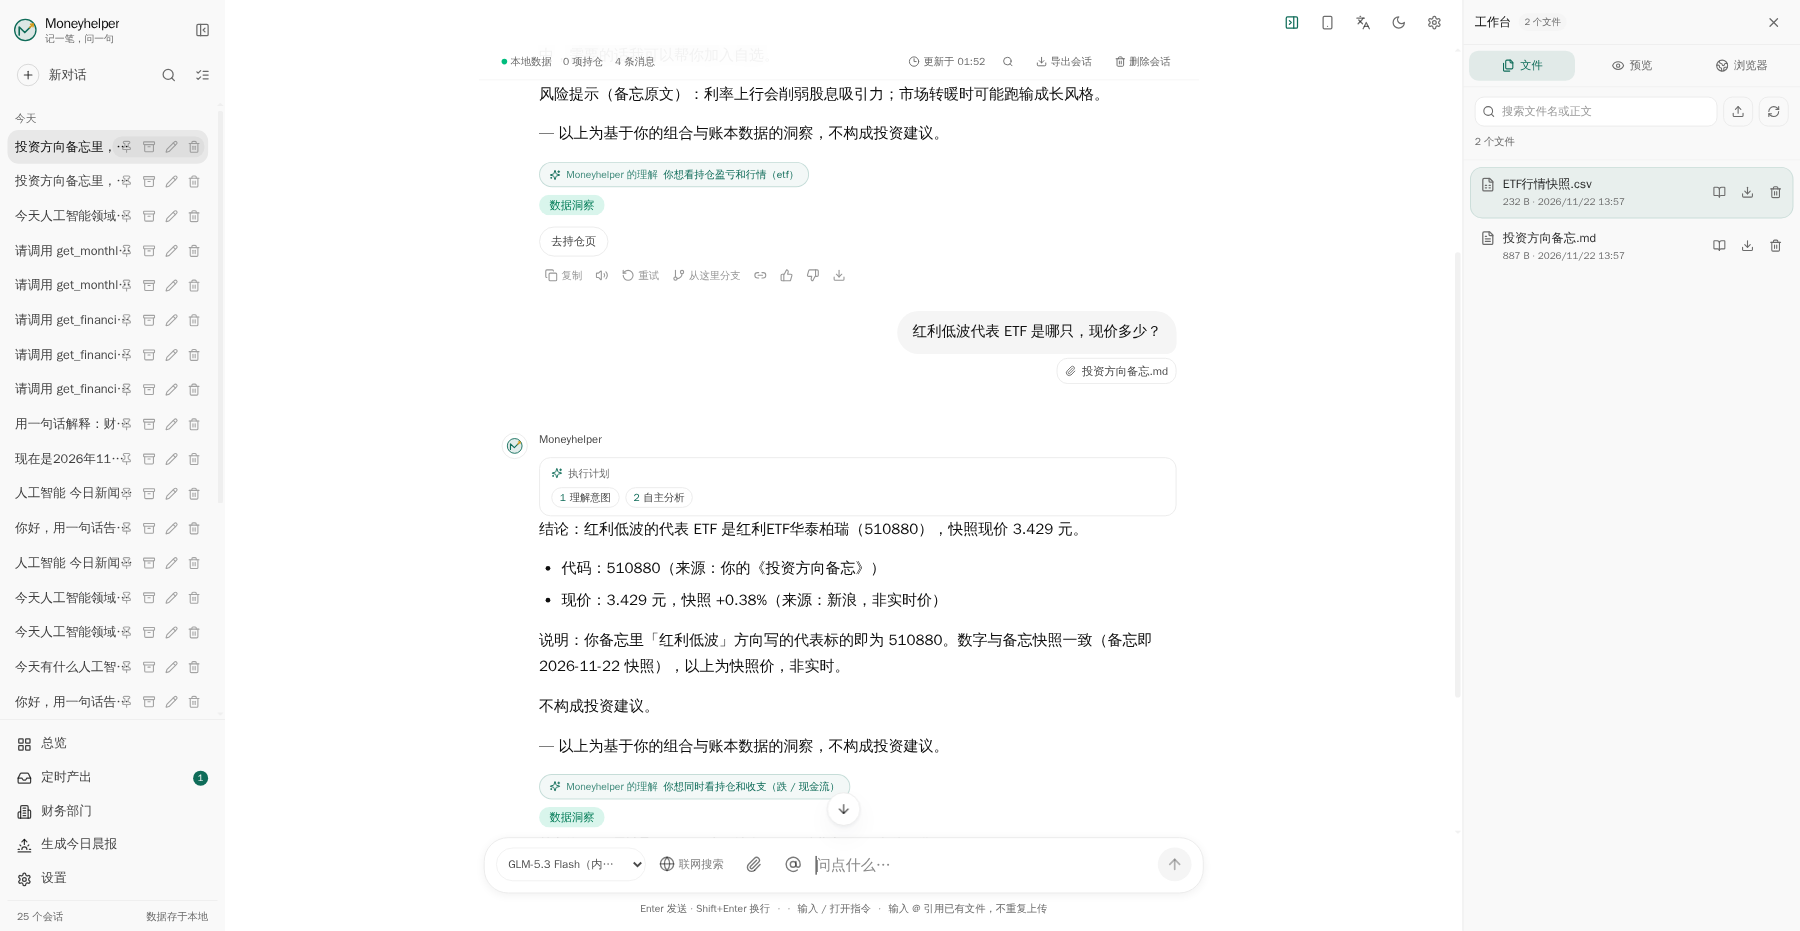 Moneyhelper
记一笔，问一句
新对话
今天
投资方向备忘里，…
投资方向备忘里，…
今天人工智能领域…
请调用 get_monthl…
请调用 get_monthl…
请调用 get_financi…
请调用 get_financi…
请调用 get_financi…
用一句话解释：财…
现在是2026年11…
人工智能 今日新闻…
你好，用一句话告…
人工智能 今日新闻…
今天人工智能领域…
今天人工智能领域…
今天有什么人工智…
你好，用一句话告…
总览
定时产出 1
财务部门
生成今日晨报
设置
25 个会话 数据存于本地
本地数据 0 项持仓 4 条消息 更新于 01:52 导出会话 删除会话
风险提示（备忘原文）：利率上行会削弱股息吸引力；市场转暖时可能跑输成长风格。
— 以上为基于你的组合与账本数据的洞察，不构成投资建议。
Moneyhelper 的理解 你想看持仓盈亏和行情（etf）
数据洞察
去持仓页
复制 重试 从这里分支
红利低波代表 ETF 是哪只，现价多少？
投资方向备忘.md
Moneyhelper
执行计划
1 理解意图 2 自主分析
结论：红利低波的代表 ETF 是红利ETF华泰柏瑞（510880），快照现价 3.429 元。
• 代码：510880（来源：你的《投资方向备忘》）
• 现价：3.429 元，快照 +0.38%（来源：新浪，非实时价）
说明：你备忘里「红利低波」方向写的代表标的即为 510880。数字与备忘快照一致（备忘即
2026-11-22 快照），以上为快照价，非实时。
不构成投资建议。
— 以上为基于你的组合与账本数据的洞察，不构成投资建议。
Moneyhelper 的理解 你想同时看持仓和收支（跌 / 现金流）
数据洞察
GLM-5.3 Flash（内… 联网搜索 问点什么…
Enter 发送 · Shift+Enter 换行 · · 输入 / 打开指令 · 输入 @ 引用已有文件，不重复上传
工作台 2 个文件
文件 预览 浏览器
搜索文件名或正文
2 个文件
ETF行情快照.csv
232 B · 2026/11/22 13:57
投资方向备忘.md
887 B · 2026/11/22 13:57